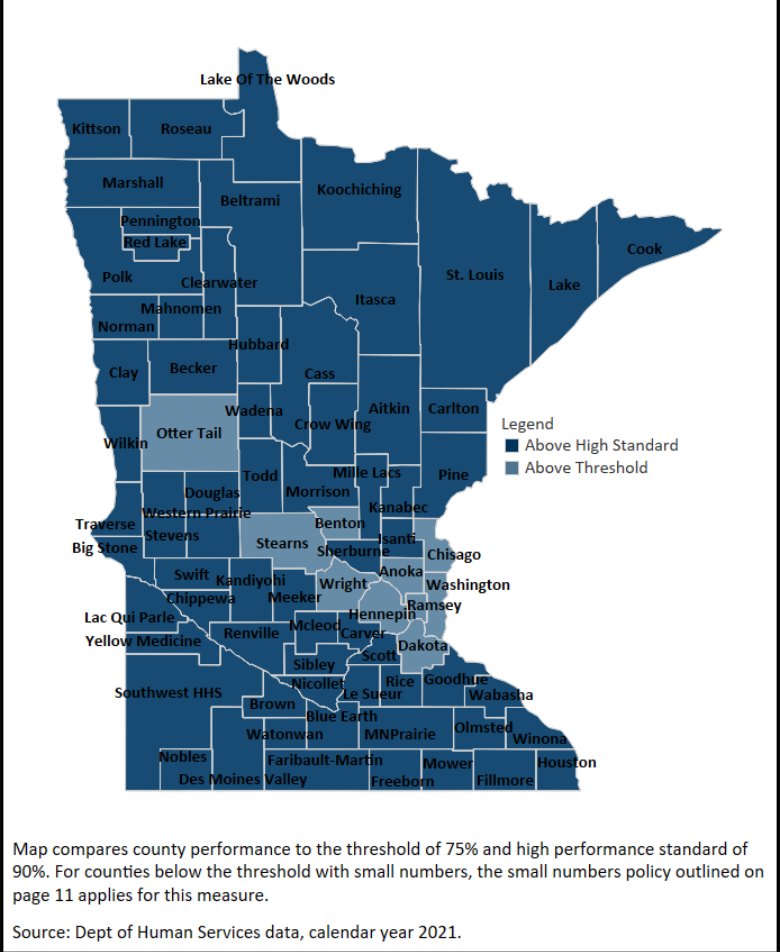 Lake Of The Woods
Kittson
Roseau
Marshall
Koochiching
Beltrami
Pennington
Red Lake
Cook
Polk
St. Louis
Clearwater
Lake
Itasca
Mahnomen
Norman
Hubbard
Becker
Clay
Cass
Wadena
Aitkin
Carlton
Crow Wing
Legend
Otter Tail
Wilkin
Above High Standard
Above Threshold
Todd
Mille Lacs
Pine
Douglas
Morrison
Kanabec
Western Prairie
Traverse
Benton
Stevens
Isanti
Big Stone
Stearns
Sherburne
Chisago
Swift
Kandiyohi
Anoka
Wright
Washington
Chippewa
Meeker
Ramsey
Lac Qui Parle
Hennepin
Mcleod
Renville
Carver
Yellow Medicine
Dakota
Scott
Sibley
Rice
Goodhue
Nicollet
Southwest HHS
Le Sueur
Wabasha
Brown
Blue Earth
Olmsted
Watonwan
MNPrairie
Winona
Nobles
Faribault-Martin
Mower
Houston
Des Moines Valley
Freeborn
Fillmore
Map compares county performance to the threshold of 75% and high performance standard of
90%. For counties below the threshold with small numbers, the small numbers policy outlined on
page 11 applies for this measure.
Source: Dept of Human Services data, calendar year 2021.